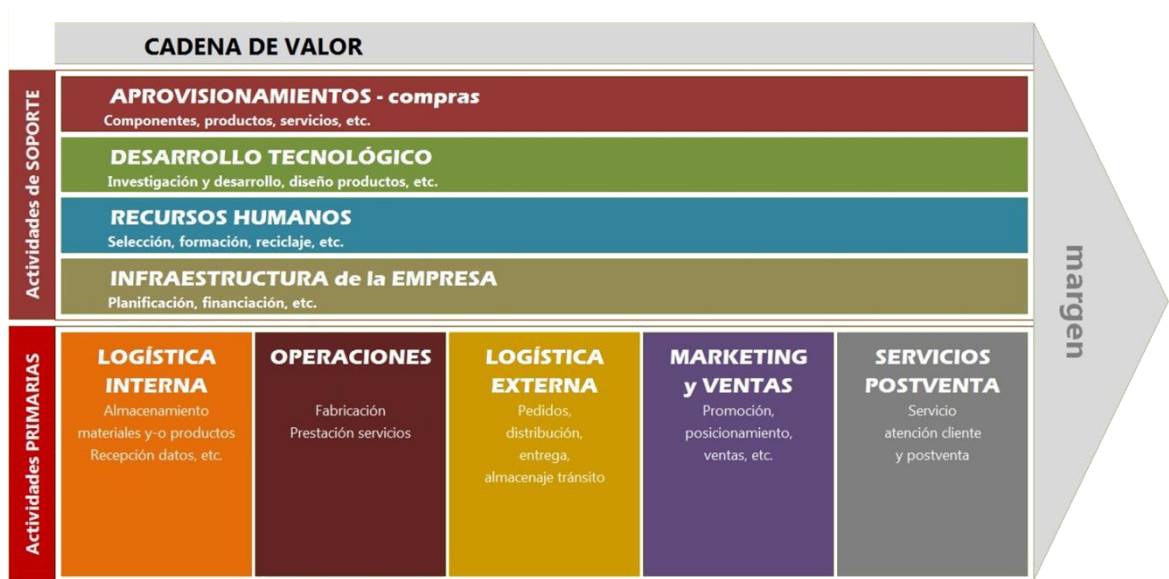 CADENA DE VALOR
Actividades de SOPORTE
APROVISIONAMIENTOS - compras
Componentes, productos, servicios, etc.
DESARROLLO TECNOLÓGICO
Investigación y desarrollo, diseño productos, etc.
RECURSOS HUMANOS
Selección, formación, reciclaje, etc.
INFRAESTRUCTURA de la EMPRESA
Planificación, financiación, etc.
Actividades PRIMARIAS
LOGÍSTICA
INTERNA
Almacenamiento
materiales y-o productos
Recepción datos, etc.
OPERACIONES
Fabricación
Prestación servicios
LOGÍSTICA
EXTERNA
Pedidos,
distribución,
entrega,
almacenaje tránsito
MARKETING
y VENTAS
Promoción,
posicionamiento,
ventas, etc.
SERVICIOS
POSTVENTA
Servicio
atención cliente
y postventa
margen